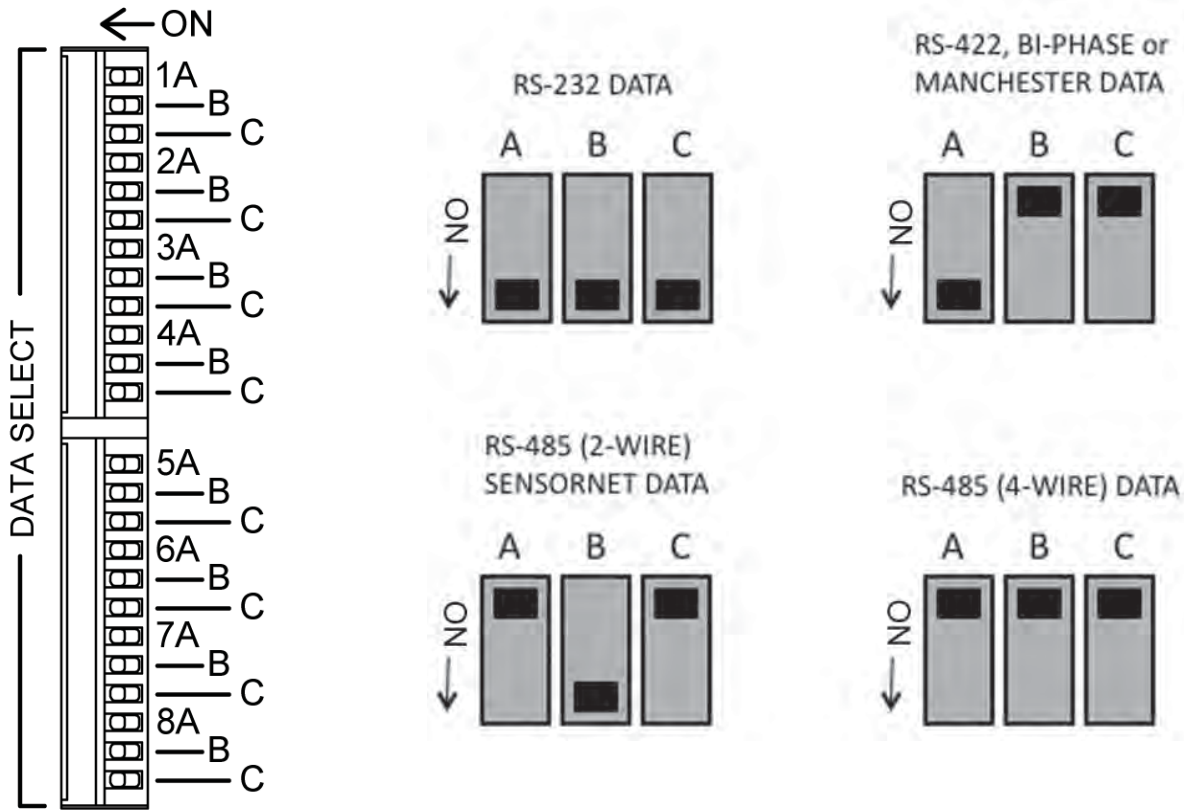 ← ON
DATA SELECT
1A
B
C
2A
B
C
3A
B
C
4A
B
C
5A
B
C
6A
B
C
7A
B
C
8A
B
C
RS-232 DATA
A B C
ON
RS-422, BI-PHASE or
MANCHESTER DATA
A B C
ON
RS-485 (2-WIRE)
SENSORNET DATA
A B C
ON
RS-485 (4-WIRE) DATA
A B C
ON